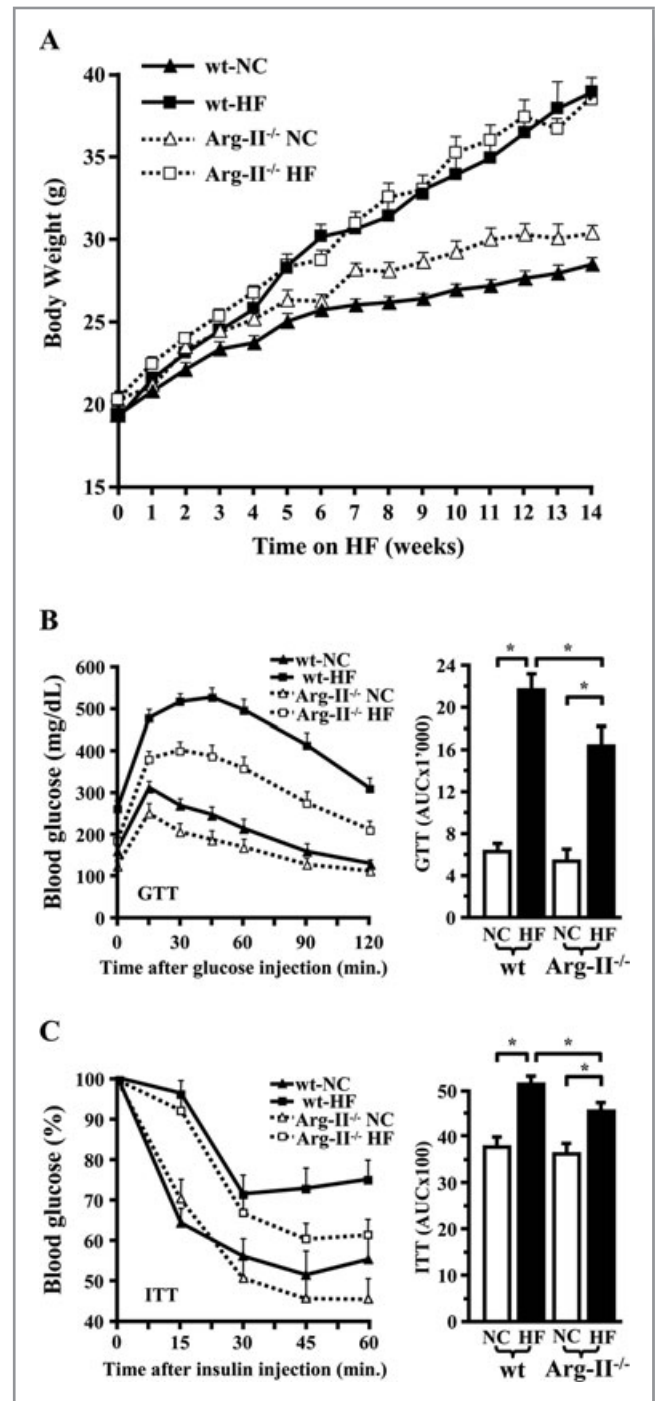 A
wt-NC
wt-HF
Arg-II-/- NC
Arg-II-/- HF
40
35
30
25
20
15
Body Weight (g)
0 1 2 3 4 5 6 7 8 9 10 11 12 13 14
Time on HF (weeks)
B
wt-NC
wt-HF
Arg-II-/- NC
Arg-II-/- HF
600
500
400
300
200
100
0
Blood glucose (mg/dL)
GTT
0 30 60 90 120
Time after glucose injection (min.)
24
20
16
12
8
4
0
GTT (AUCx1'000)
* * *
NC HF NC HF
wt Arg-II-/-
C
wt-NC
wt-HF
Arg-II-/- NC
Arg-II-/- HF
100
90
80
70
60
50
40
Blood glucose (%)
ITT
0 15 30 45 60
Time after insulin injection (min.)
50
40
30
20
10
0
ITT (AUCx100)
* * *
NC HF NC HF
wt Arg-II-/-